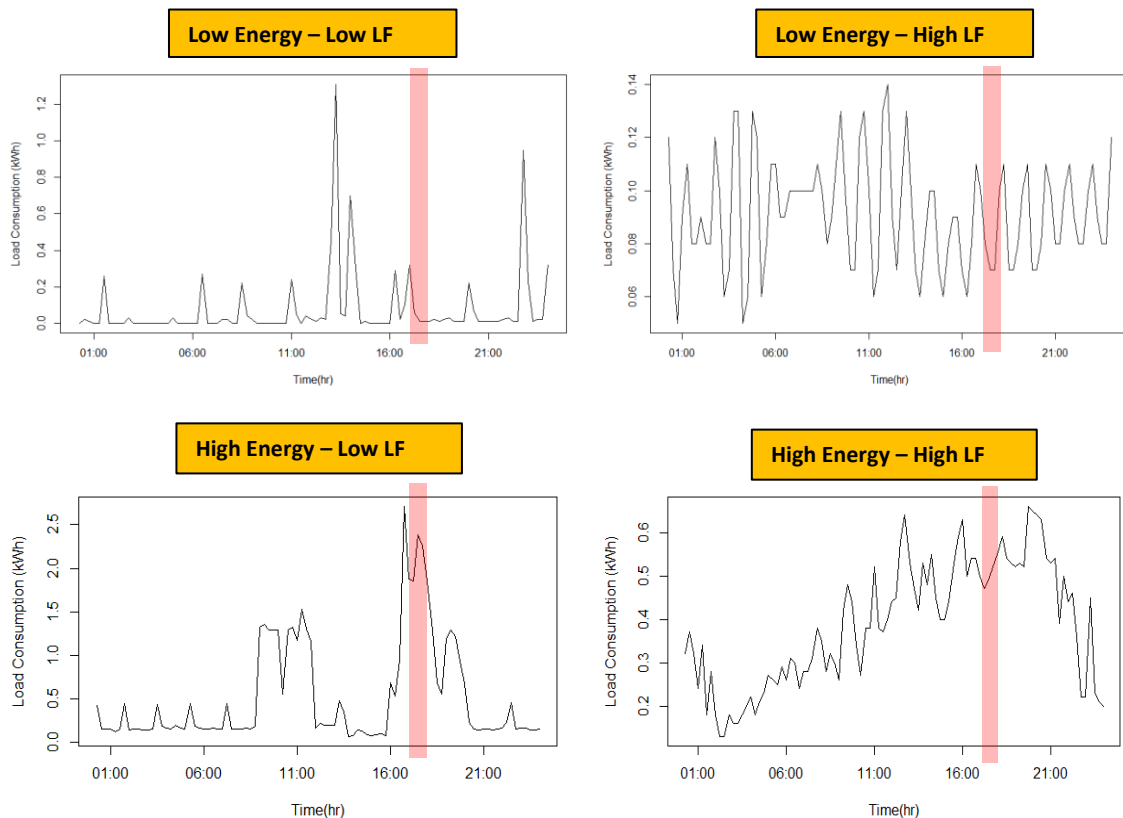 Low Energy – Low LF
Low Energy – High LF
Load Consumption (kWh)
1.2
1.0
0.8
0.6
0.4
0.2
0.0
01:00 06:00 11:00 16:00 21:00
Time(hr)
Load Consumption (kWh)
0.14
0.12
0.10
0.08
0.06
01:00 06:00 11:00 16:00 21:00
Time(hr)
High Energy – Low LF
High Energy – High LF
Load Consumption (kWh)
2.5
2.0
1.5
1.0
0.5
0.0
01:00 06:00 11:00 16:00 21:00
Time(hr)
Load Consumption (kWh)
0.6
0.5
0.4
0.3
0.2
01:00 06:00 11:00 16:00 21:00
Time(hr)